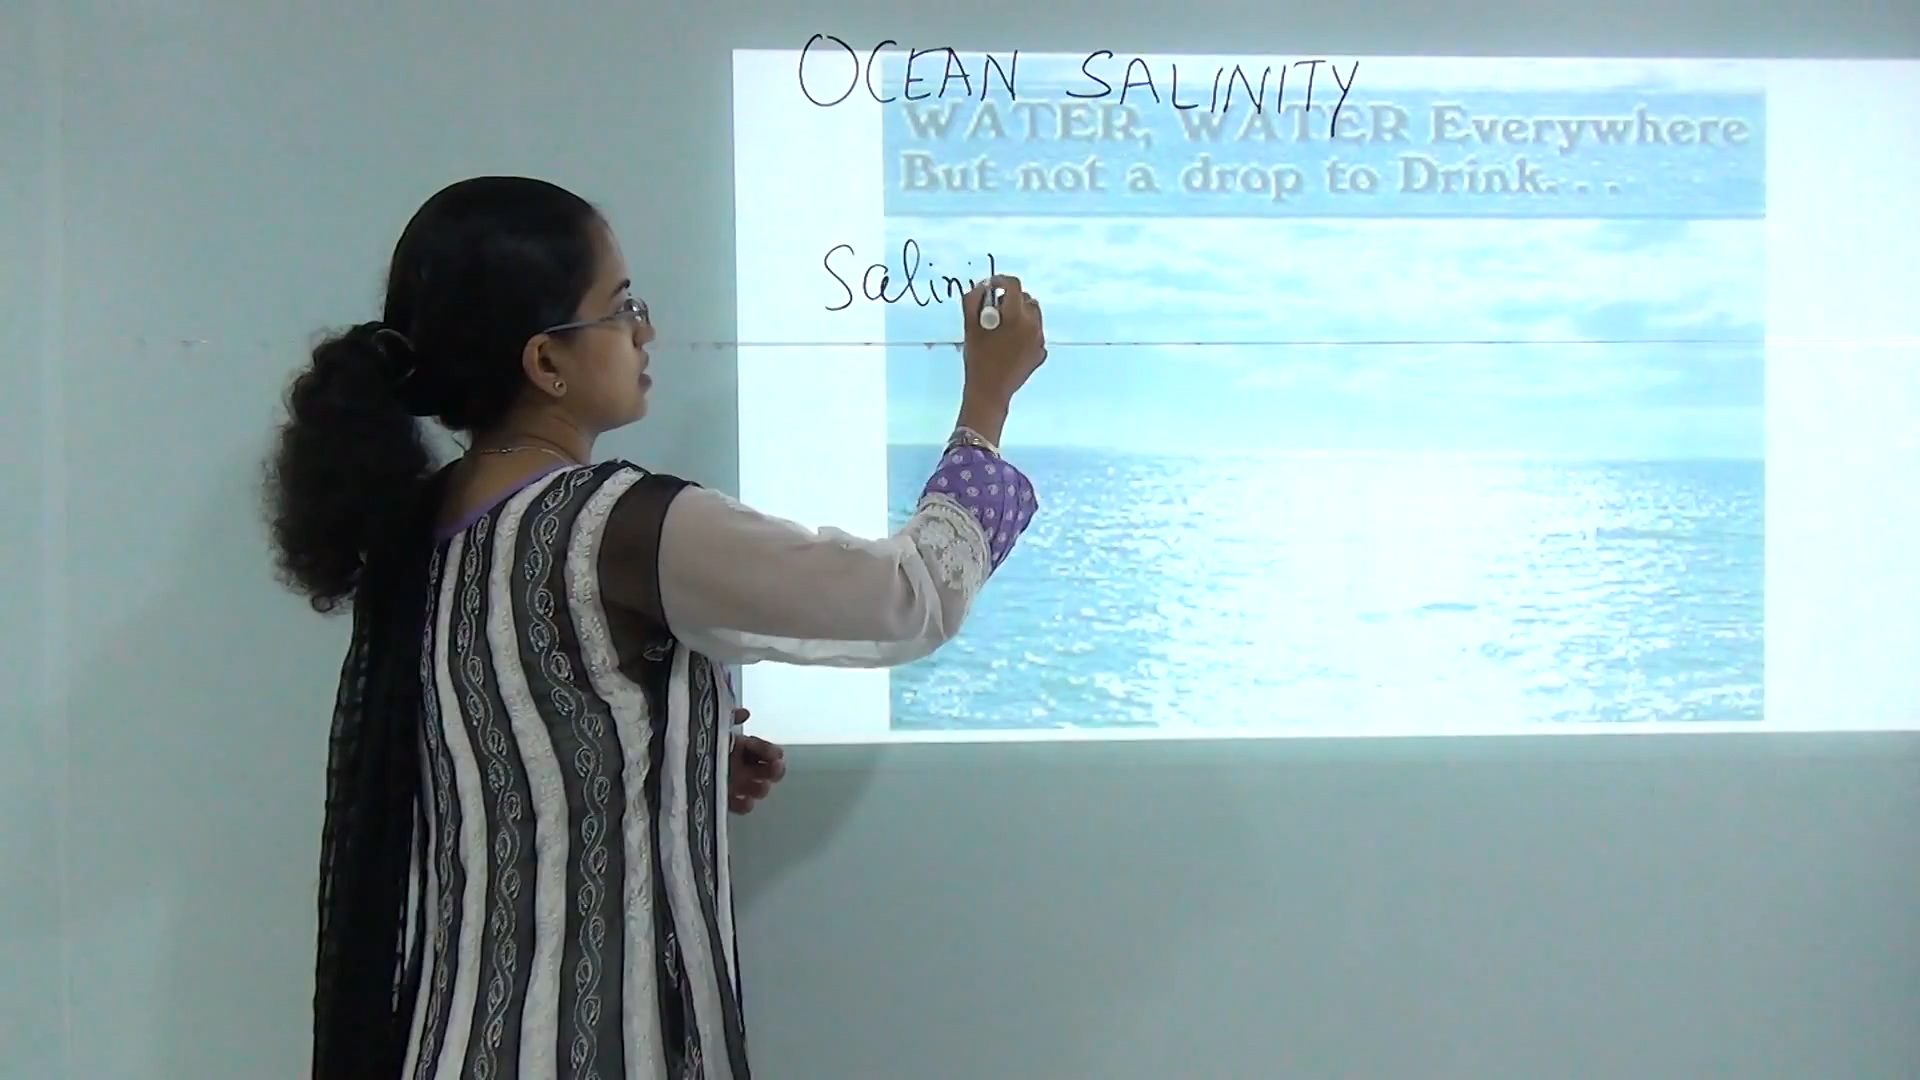 OCEAN SALINITY
WATER, WATER Everywhere
But not a drop to Drink...
Salinit